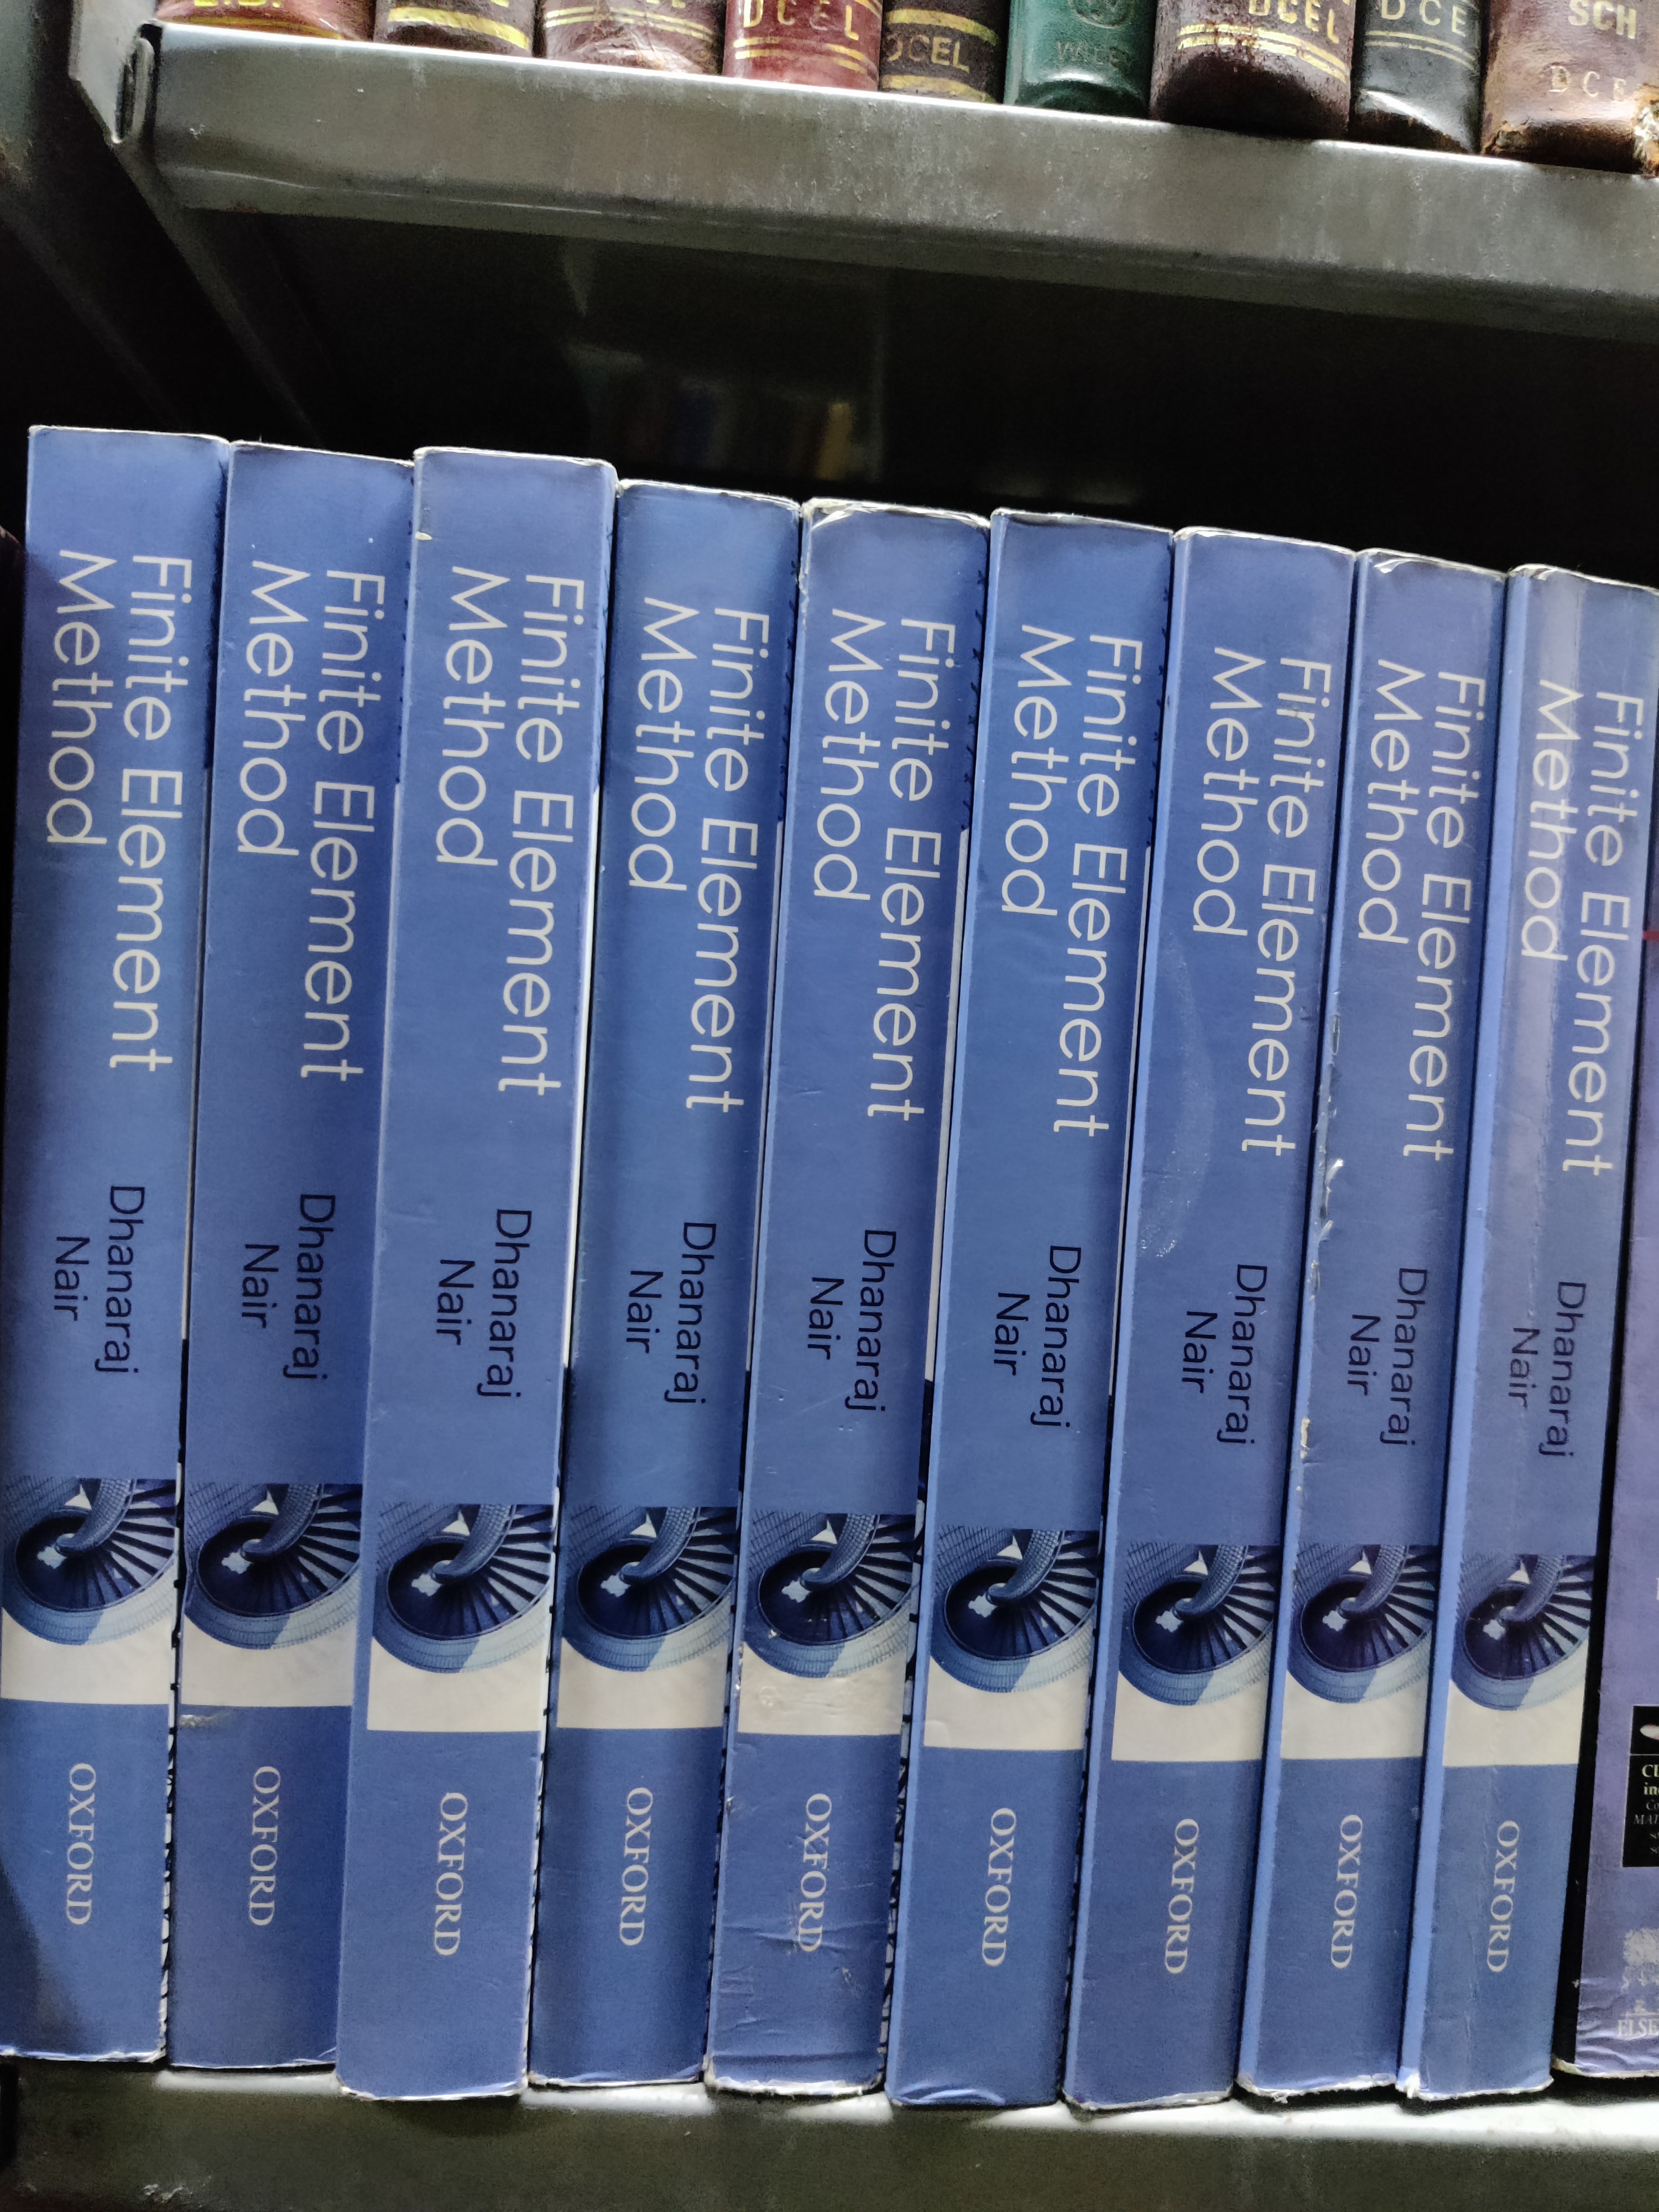 DCEL
DCEL
WILEY
DCEL
DCE
SCH
DCE
Finite Element
Method
Dhanaraj
Nair
OXFORD
Finite Element
Method
Dhanaraj
Nair
OXFORD
Finite Element
Method
Dhanaraj
Nair
OXFORD
Finite Element
Method
Dhanaraj
Nair
OXFORD
Finite Element
Method
Dhanaraj
Nair
OXFORD
Finite Element
Method
Dhanaraj
Nair
OXFORD
Finite Element
Method
Dhanaraj
Nair
OXFORD
Finite Element
Method
Dhanaraj
Nair
OXFORD
Finite Element
Method
Dhanaraj
Nair
OXFORD